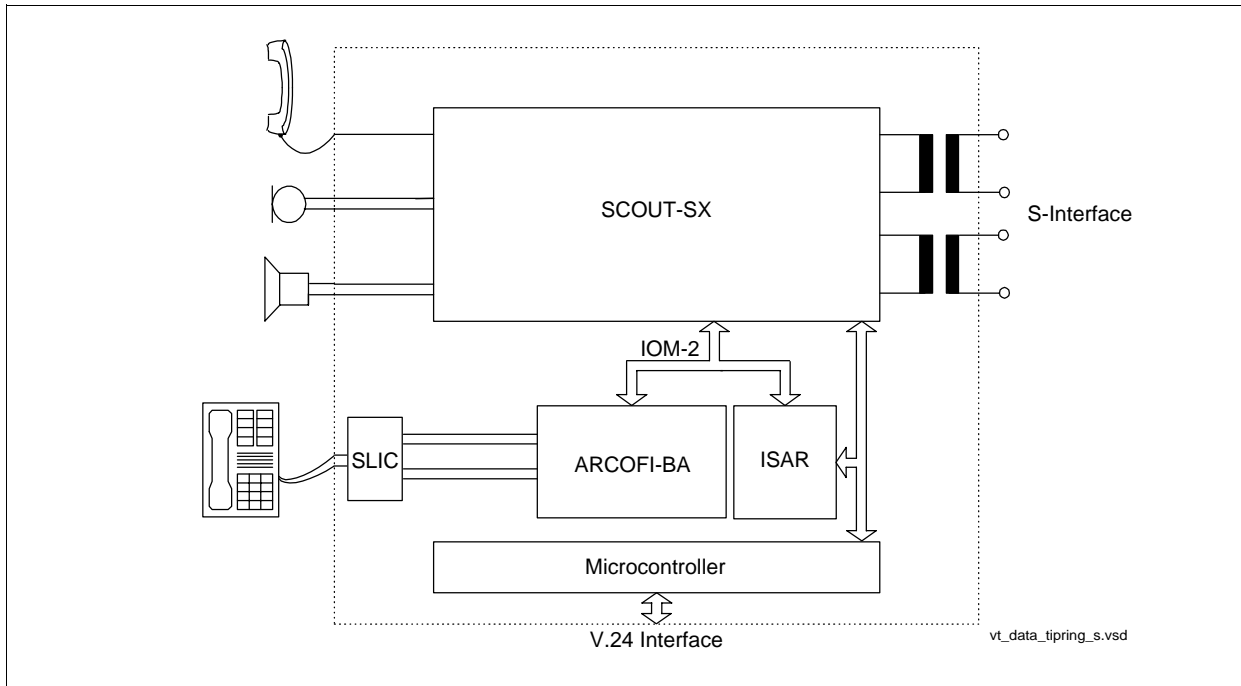 SCOUT-SX
S-Interface
IOM-2
SLIC
ARCOFI-BA
ISAR
Microcontroller
V.24 Interface
vt_data_tipring_s.vsd